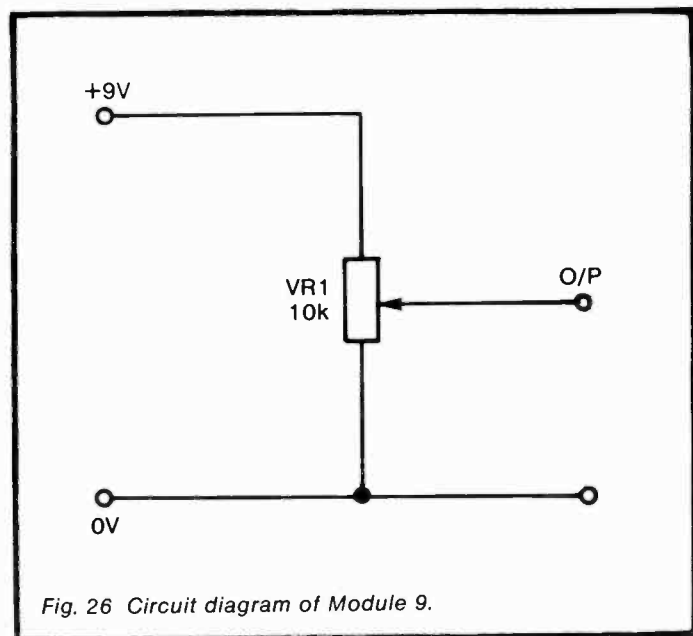 +9V
O/P
VR1
10k
0V
Fig. 26 Circuit diagram of Module 9.